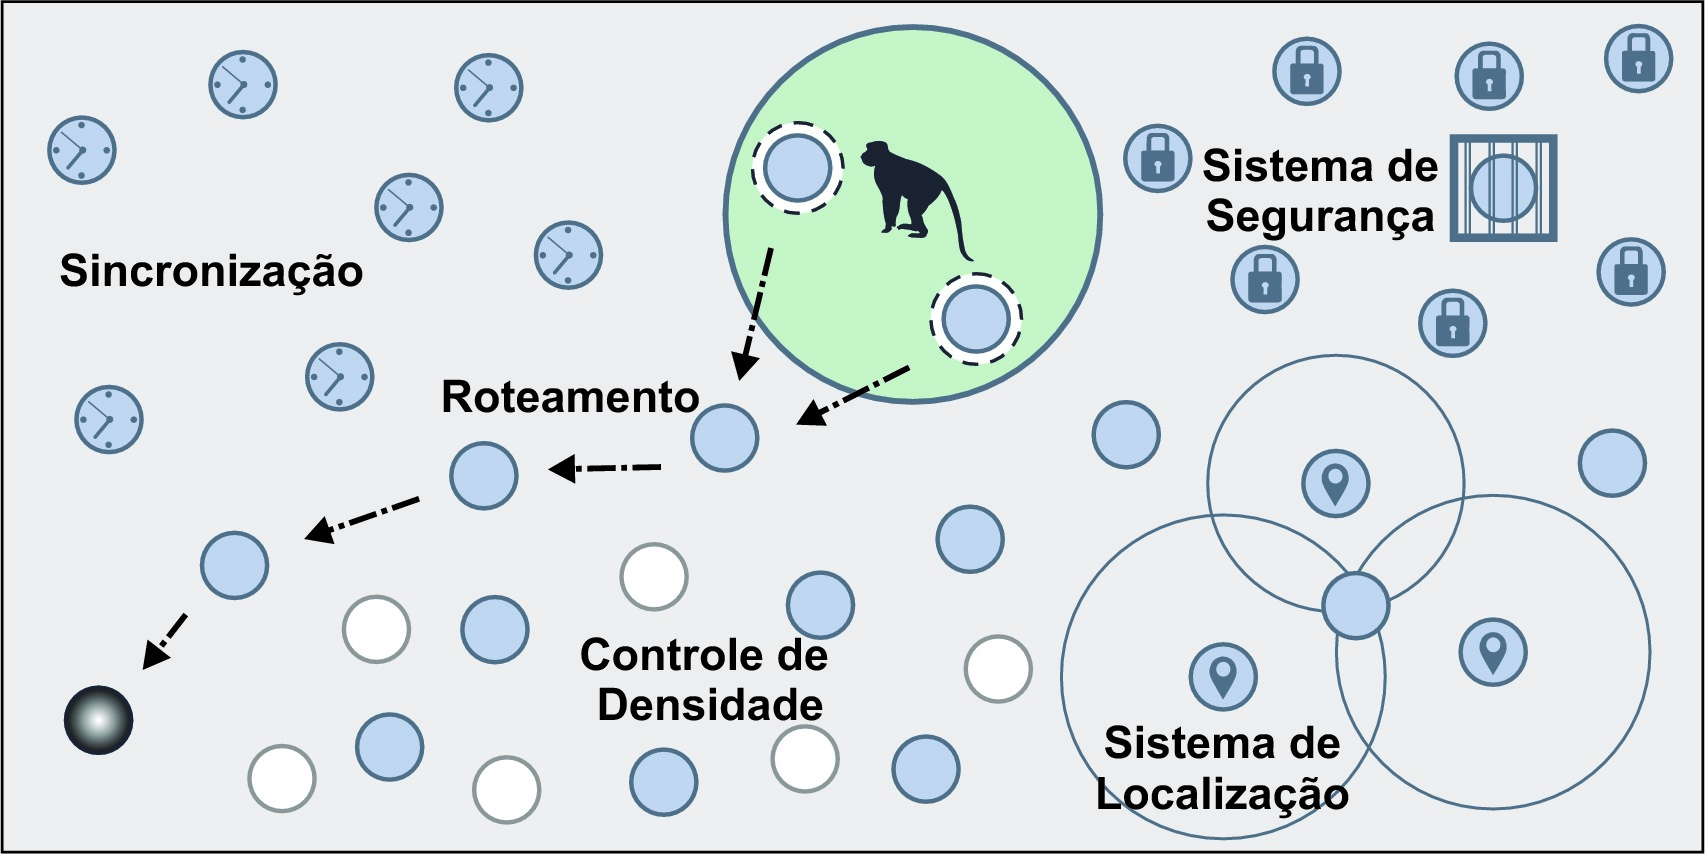 Sincronização
Roteamento
Sistema de
Segurança
Controle de
Densidade
Sistema de
Localização